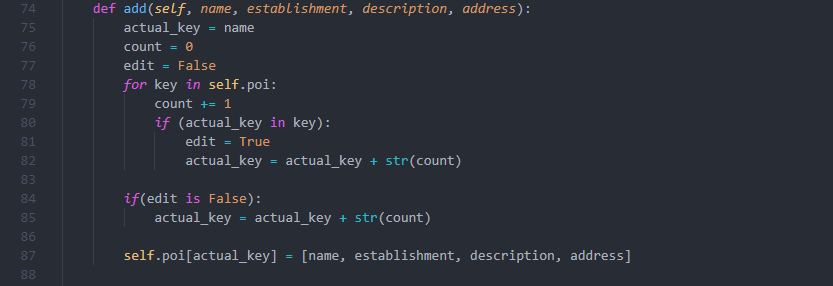 74 def add(self, name, establishment, description, address):
75 actual_key = name
76 count = 0
77 edit = False
78 for key in self.poi:
79 count += 1
80 if (actual_key in key):
81 edit = True
82 actual_key = actual_key + str(count)
83
84 if(edit is False):
85 actual_key = actual_key + str(count)
86
87 self.poi[actual_key] = [name, establishment, description, address]
88